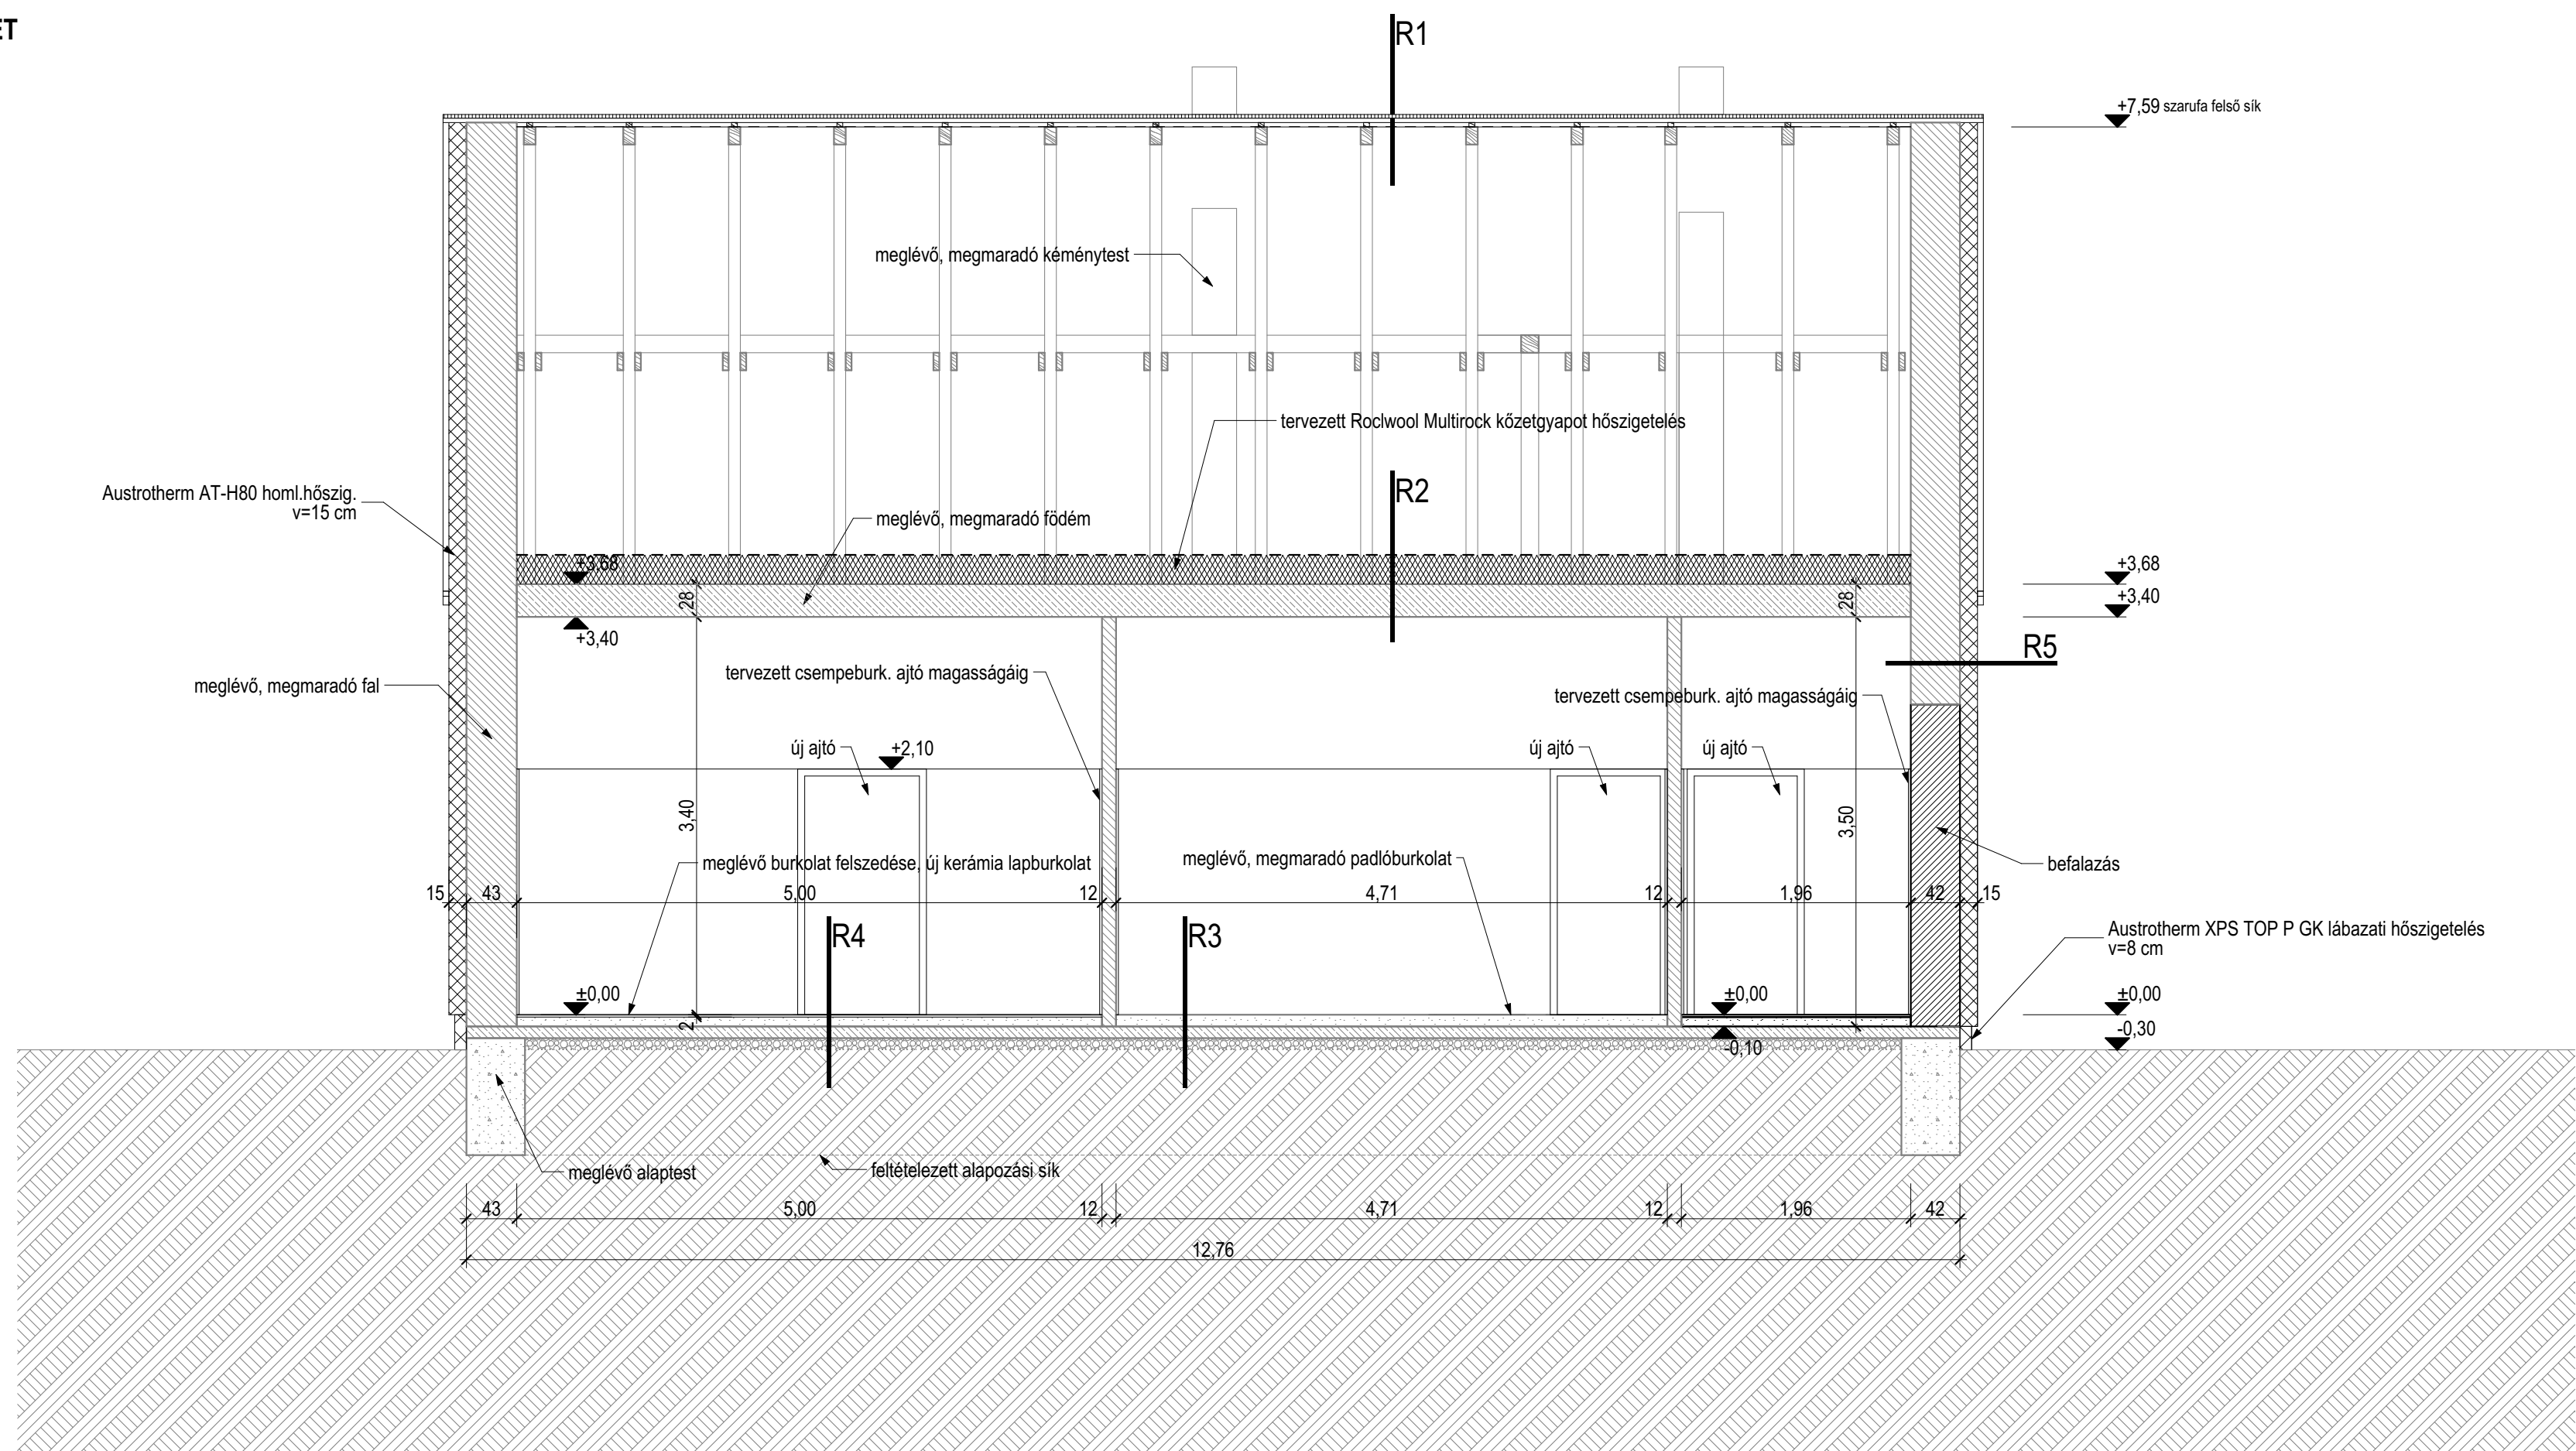 ET
R1
+7,59 szarufa felső sík
meglévő, megmaradó kéménytest
tervezett Roclwool Multirock kőzetgyapot hőszigetelés
R2
Austrotherm AT-H80 homl.hőszig.
v=15 cm
meglévő, megmaradó födém
+3,68
+3,68
28
28
+3,40
+3,40
R5
tervezett csempeburk. ajtó magasságáig
meglévő, megmaradó fal
tervezett csempeburk. ajtó magasságáig
új ajtó
+2,10
új ajtó
új ajtó
3,40
3,50
meglévő burkolat felszedése, új kerámia lapburkolat
meglévő, megmaradó padlóburkolat
befalazás
15
43
5,00
12
4,71
12
1,96
42
15
R4
R3
Austrotherm XPS TOP P GK lábazati hőszigetelés
v=8 cm
±0,00
±0,00
±0,00
2
-0,10
-0,30
meglévő alaptest
feltételezett alapozási sík
43
5,00
12
4,71
12
1,96
42
12,76